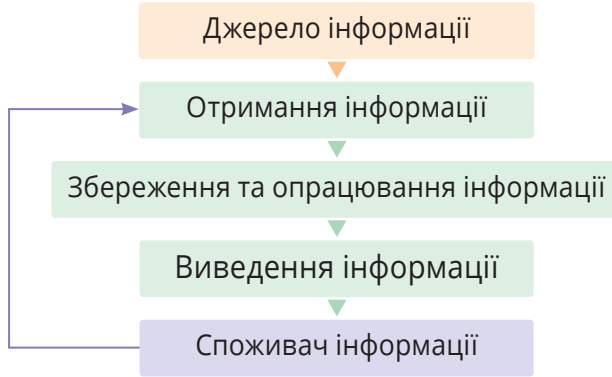 Джерело інформації
Отримання інформації
Збереження та опрацювання інформації
Виведення інформації
Споживач інформації